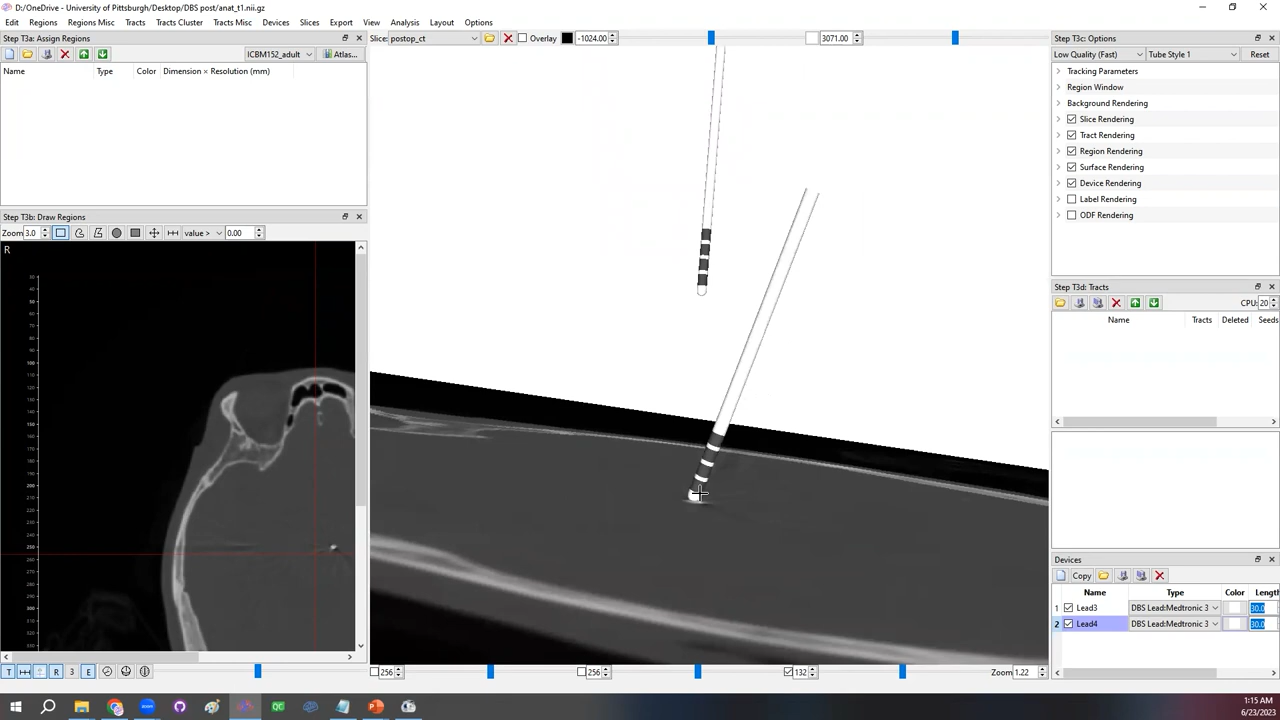 D:/OneDrive - University of Pittsburgh/Desktop/DBS post/anat_t1.nii.gz
Edit Regions Regions Misc Tracts Tracts Cluster Tracts Misc Devices Slices Export View Analysis Layout Options
Step T3a: Assign Regions
ICBM152_adult Atlas...
Name Type Color Dimension × Resolution (mm)
Slice: postop_ct Overlay -1024.00 3071.00
Step T3c: Options
Low Quality (Fast) Tube Style 1 Reset
Tracking Parameters
Region Window
Background Rendering
Slice Rendering
Tract Rendering
Region Rendering
Surface Rendering
Device Rendering
Label Rendering
ODF Rendering
Step T3b: Draw Regions
Zoom 3.0 value > 0.00
R
Step T3d: Tracts
CPU: 20
Name Tracts Deleted Seeds
Devices
Copy
Name Type Color Length
1 Lead3 DBS Lead:Medtronic 3 30.0
2 Lead4 DBS Lead:Medtronic 3 30.0
T R 3 E
256 256 132 Zoom 1.22
1:15 AM
6/23/2023